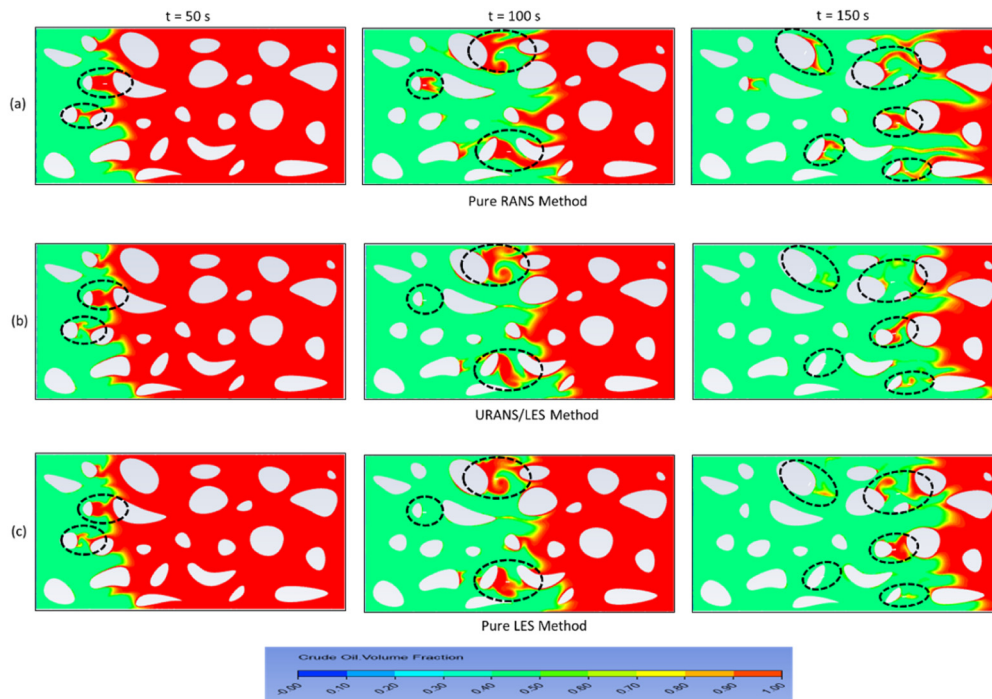 t = 50 s t = 100 s t = 150 s
(a)
Pure RANS Method
(b)
URANS/LES Method
(c)
Pure LES Method
Crude Oil.Volume Fraction
-0.00 0.10 0.20 0.30 0.40 0.50 0.60 0.70 0.80 0.90 1.00